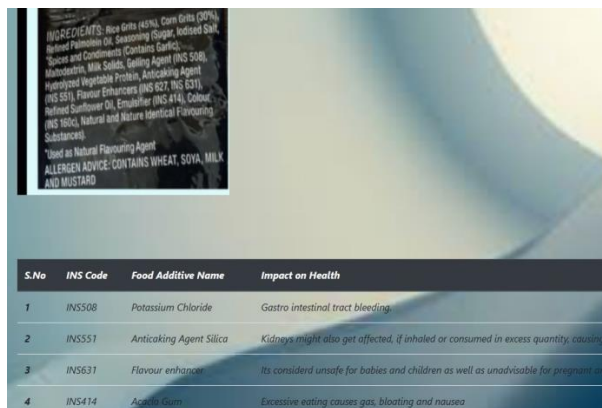 INGREDIENTS: Rice Grits (45%), Corn Grits (30%),
Refined Palmolein Oil, Seasoning (Sugar, Iodised Salt,
*Spices and Condiments (Contains Garlic),
Maltodextrin, Milk Solids, Gelling Agent (INS 508),
Hydrolyzed Vegetable Protein, Anticaking Agent
(INS 551), Flavour Enhancers (INS 627, INS 631),
Refined Sunflower Oil, Emulsifier (INS 414), Colour
(INS 160c), Natural and Nature Identical Flavouring
Substances).
*Used as Natural Flavouring Agent
ALLERGEN ADVICE: CONTAINS WHEAT, SOYA, MILK
AND MUSTARD
S.No INS Code Food Additive Name Impact on Health
1 INS508 Potassium Chloride Gastro intestinal tract bleeding.
2 INS551 Anticaking Agent Silica Kidneys might also get affected, if inhaled or consumed in excess quantity, causing
3 INS631 Flavour enhancer Its considerd unsafe for babies and children as well as unadvisable for pregnant
4 INS414 Acacia Gum Excessive eating causes gas, bloating and nausea